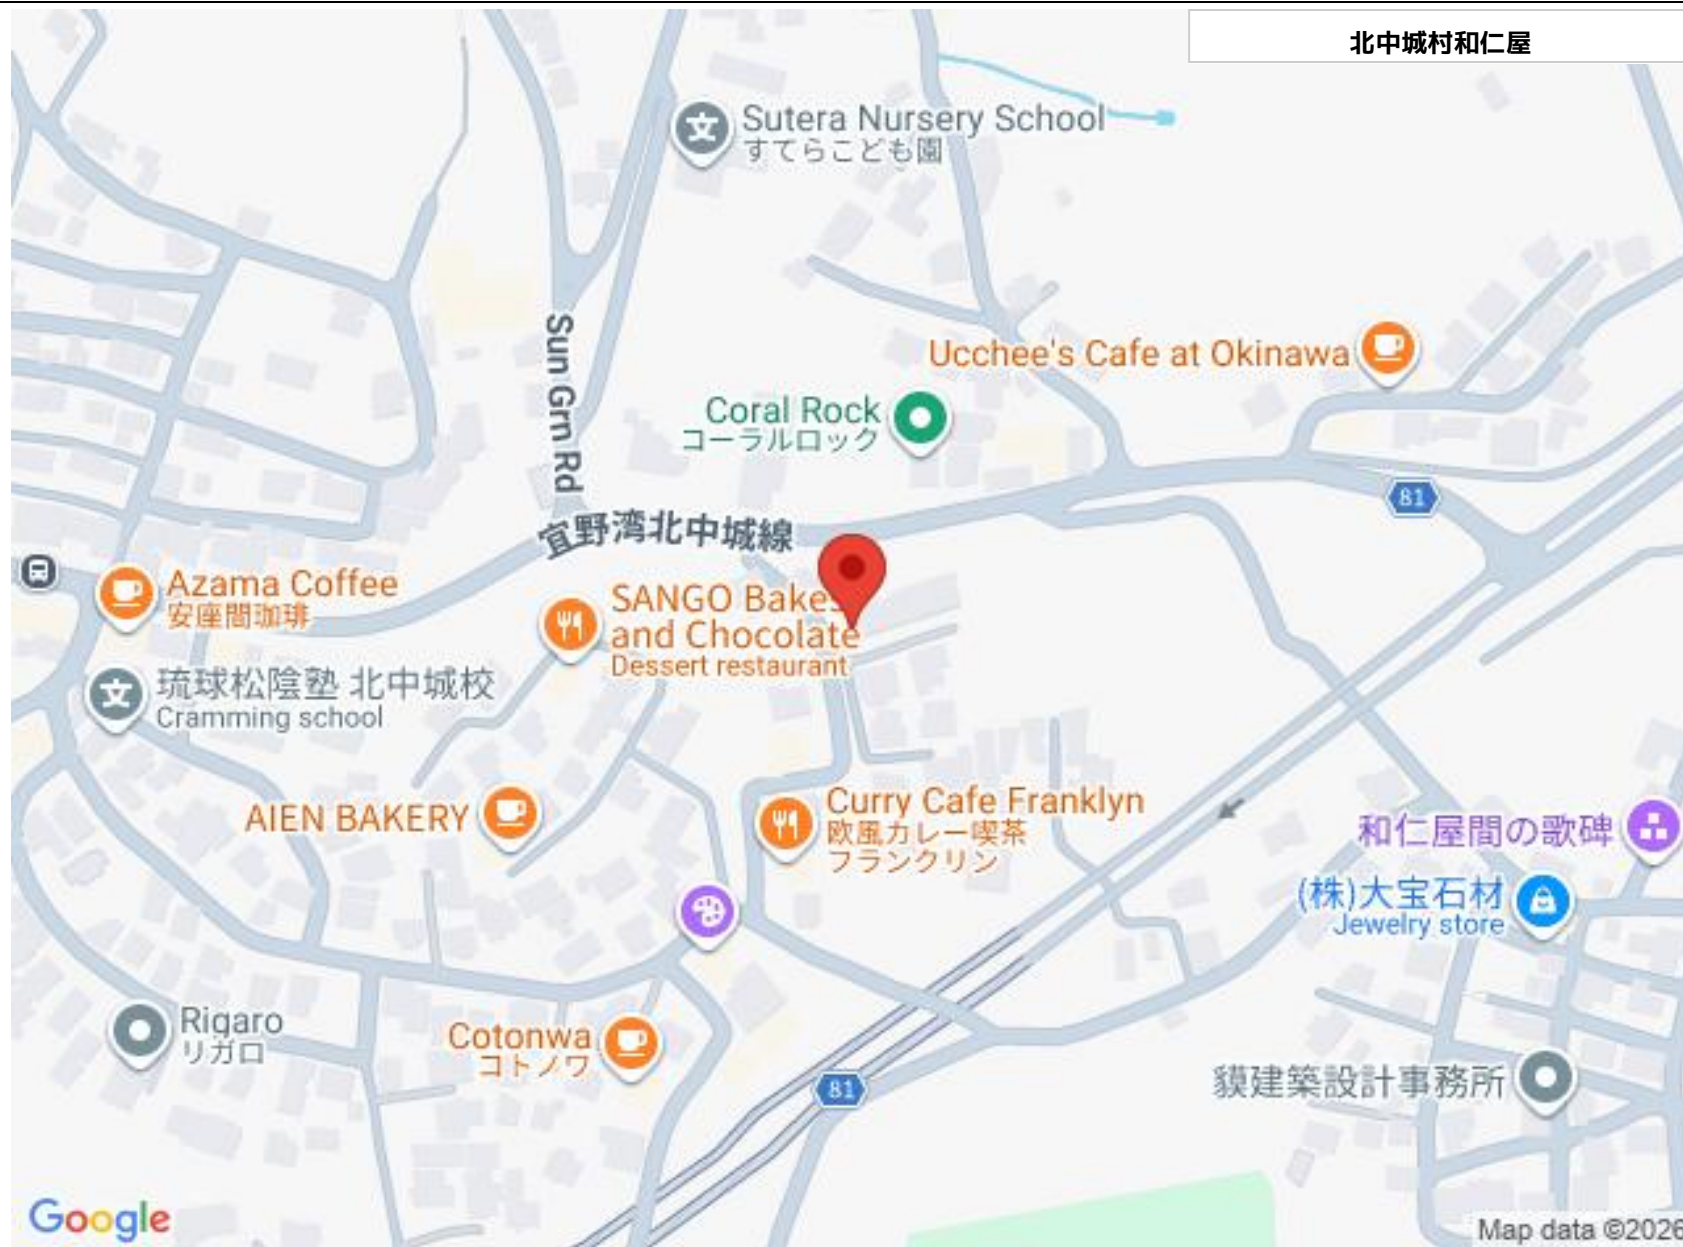 北中城村和仁屋
Sutera Nursery School
すてらこども園
Sun Grn Rd
Ucchee's Cafe at Okinawa
Coral Rock
コーラルロック
81
宜野湾北中城線
Azama Coffee
安座間珈琲
SANGO Bakes
and Chocolate
Dessert restaurant
琉球松陰塾 北中城校
Cramming school
AIEN BAKERY
Curry Cafe Franklyn
欧風カレー喫茶
フランクリン
和仁屋間の歌碑
(株)大宝石材
Jewelry store
Rigaro
リガロ
Cotonwa
コトノワ
81
獏建築設計事務所
Google
Map data ©2026